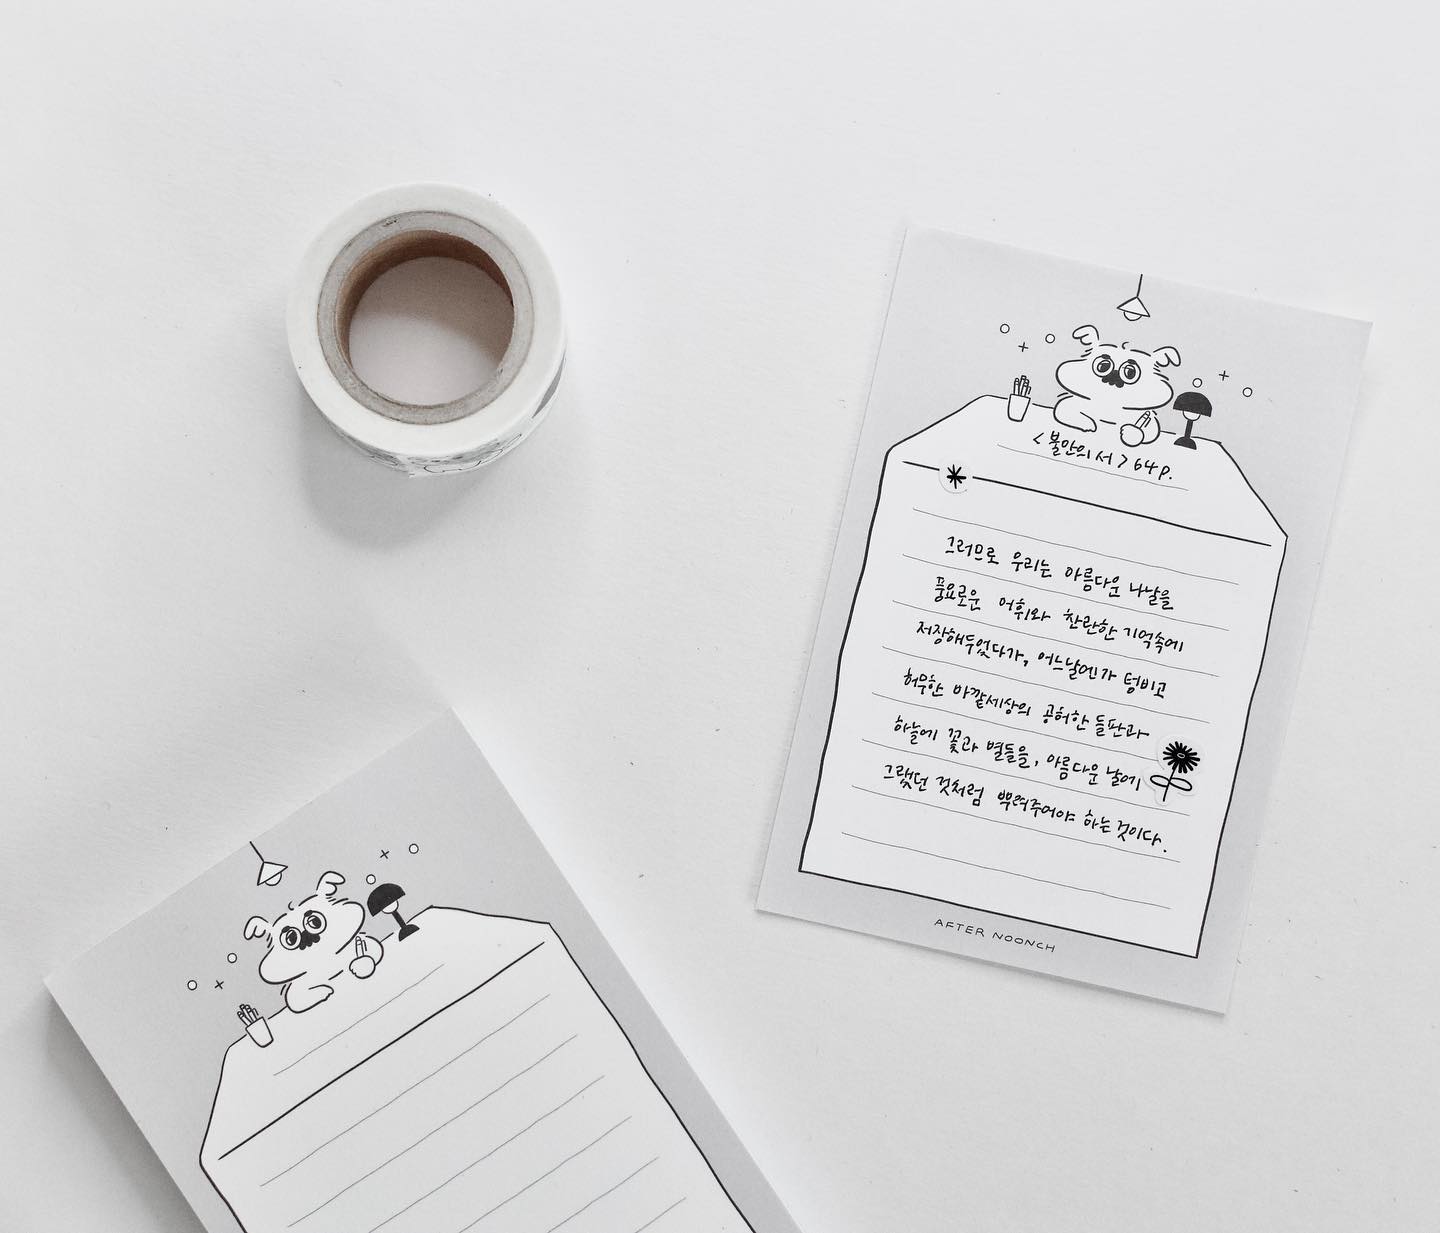 <불안의 서> 64p.
그러므로 우리는 아름다운 나날을
풍요로운 어휘와 찬란한 기억속에
저장해두었다가, 어느날엔가 텅비고
허무한 바깥세상의 공허한 들판과
하늘에 꽃과 별들을, 아름다운 날에
그랬던 것처럼 뿌려주어야 하는것이다.
AFTER NOONCH